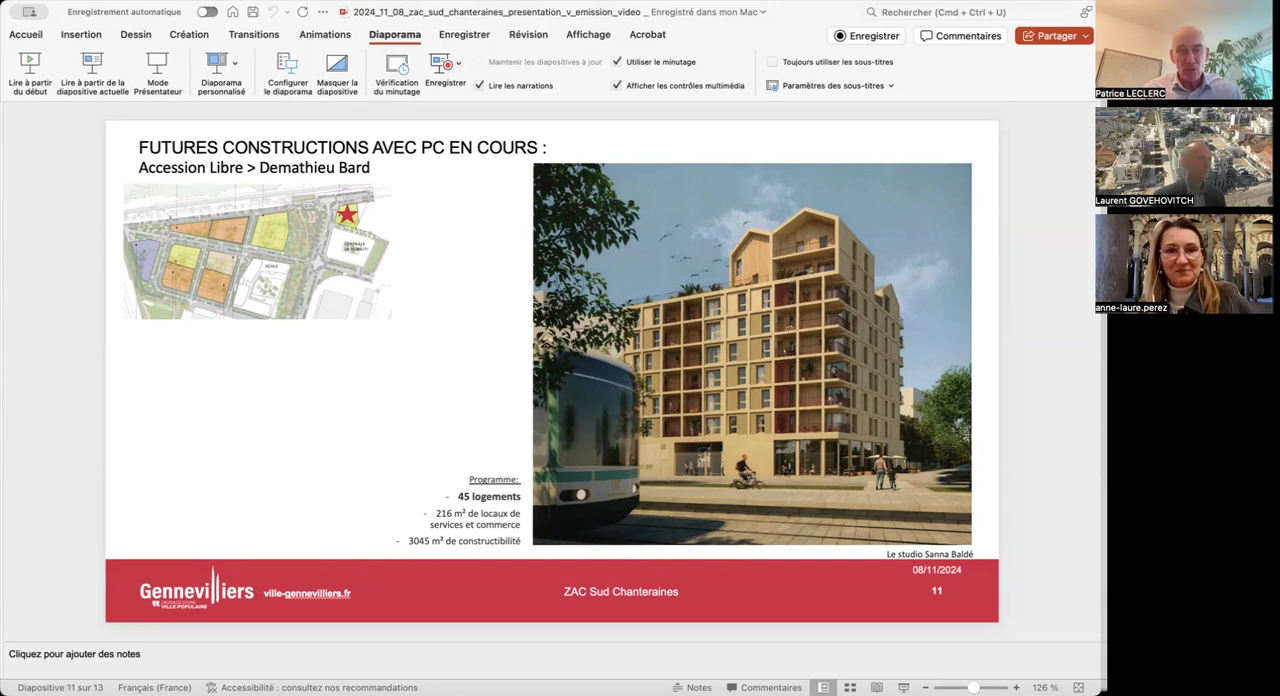 Enregistrement automatique
2024_11_08_zac_sud_chanteraines_presentation_v_emission_video _ Enregistré dans mon Mac
Rechercher (Cmd + Ctrl + U)
Accueil
Insertion
Dessin
Création
Transitions
Animations
Diaporama
Enregistrer
Révision
Affichage
Acrobat
Enregistrer
Commentaires
Partager
Lire à partir du début
Lire à partir de la diapositive actuelle
Mode Présentateur
Diaporama personnalisé
Configurer le diaporama
Masquer la diapositive
Vérification du minutage
Enregistrer
Maintenir les diapositives à jour
Lire les narrations
Utiliser le minutage
Afficher les contrôles multimédia
Toujours utiliser les sous-titres
Paramètres des sous-titres
Patrice LECLERC
Laurent GOVEHOVITCH
anne-laure.perez
FUTURES CONSTRUCTIONS AVEC PC EN COURS :
Accession Libre > Demathieu Bard
Programme:
- 45 logements
- 216 m² de locaux de
services et commerce
- 3045 m² de constructibilité
Le studio Sanna Baldé
08/11/2024
Gennevilliers
VILLE POPULAIRE
ville-gennevilliers.fr
ZAC Sud Chanteraines
11
Cliquez pour ajouter des notes
Diapositive 11 sur 13
Français (France)
Accessibilité : consultez nos recommandations
Notes
Commentaires
126 %